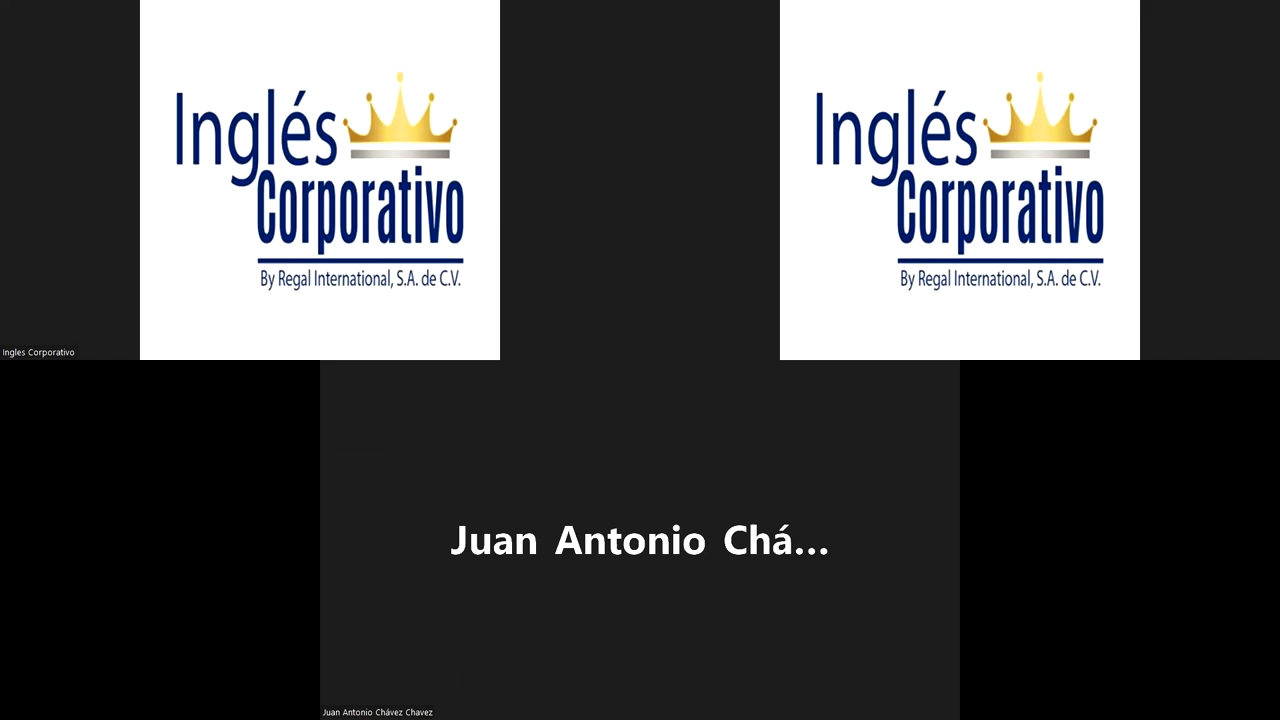 Inglés
Corporativo
By Regal International, S.A. de C.V.
Ingles Corporativo
Inglés
Corporativo
By Regal International, S.A. de C.V.
Juan Antonio Chá...
Juan Antonio Chávez Chavez